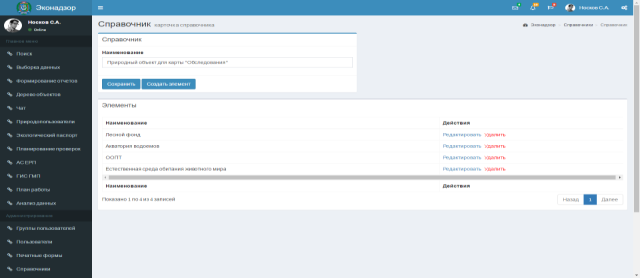 Эконадзор
Носков С.А.
Носков С.А.
Online
Поиск
Выборка данных
Формирование отчетов
Дерево объектов
Чат
Природопользователи
Экологический паспорт
Планирование проверок
АС ЕРП
ГИС ГМП
План работы
Анализ данных
Администрирование
Группы пользователей
Пользователи
Печатные формы
Справочники
Справочник карточка справочника
Эконадзор Справочники Справочник
Справочник
Наименование
Природный объект для карты "Обследование"
Сохранить Создать элемент
Элементы
Наименование Действия
Лесной фонд Редактировать Удалить
Акватория водоемов Редактировать Удалить
ООПТ Редактировать Удалить
Естественная среда обитания животного мира Редактировать Удалить
Наименование Действия
Показано 1 по 4 из 4 записей
Назад 1 Далее